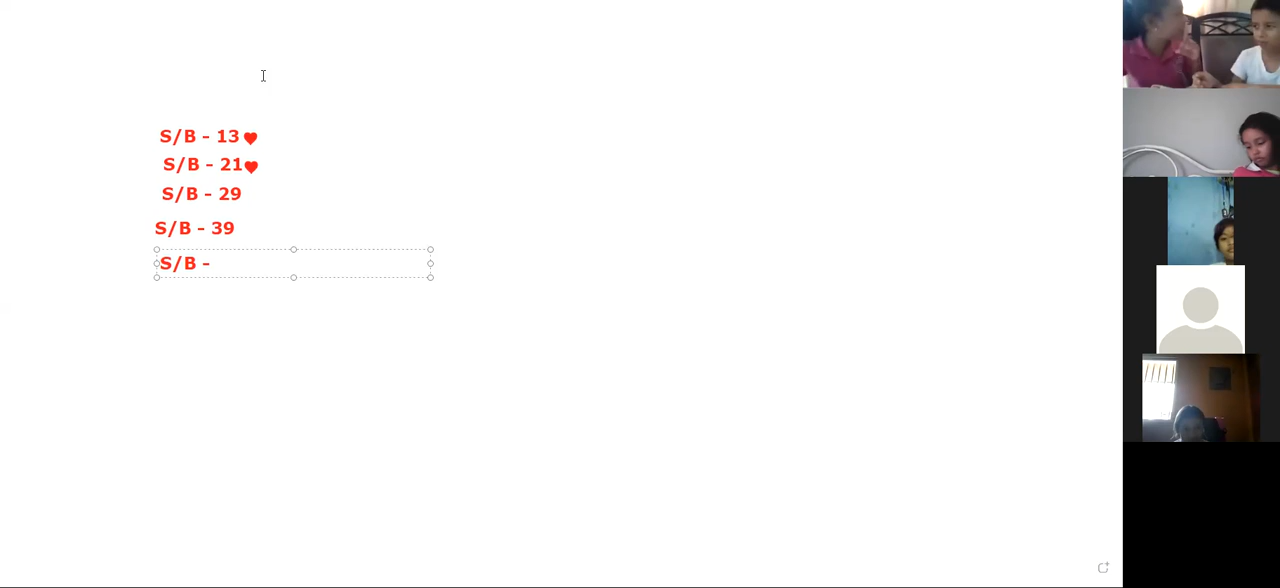 S/B - 13♥
S/B - 21♥
S/B - 29
S/B - 39
S/B -